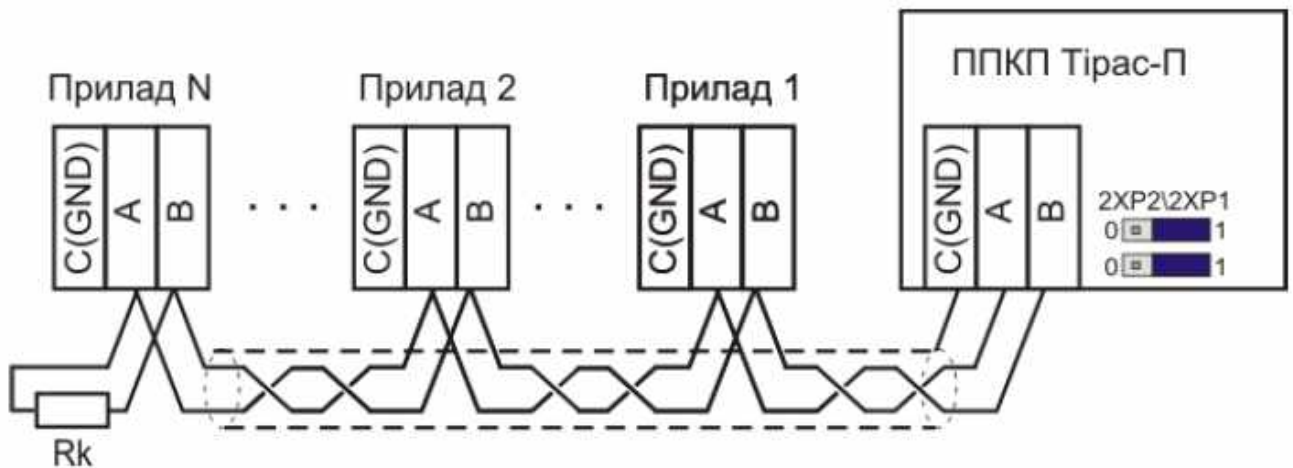 ППКП Тірас-П
Прилад N
Прилад 2
Прилад 1
C(GND)
A
B
. . .
C(GND)
A
B
. . .
C(GND)
A
B
C(GND)
A
B
2XP2\2XP1
0 1
0 1
Rk